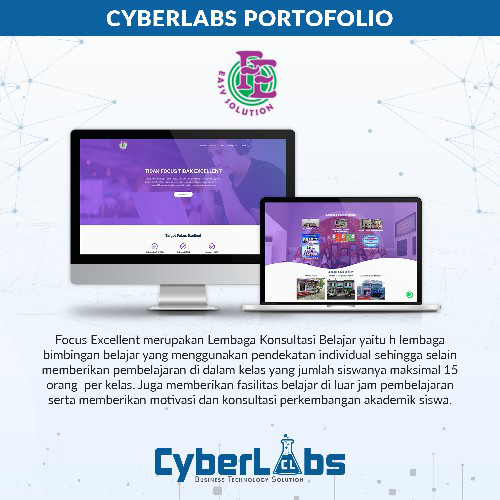 CYBERLABS PORTOFOLIO
FE
EASY SOLUTION
TIDAK FOCUS TIDAK EXCELLENT
Focus Excellent merupakan Lembaga Konsultasi Belajar yaitu h lembaga
bimbingan belajar yang menggunakan pendekatan individual sehingga selain
memberikan pembelajaran di dalam kelas yang jumlah siswanya maksimal 15
orang per kelas. Juga memberikan fasilitas belajar di luar jam pembelajaran
serta memberikan motivasi dan konsultasi perkembangan akademik siswa.
CYBERLABS
BUSINESS TECHNOLOGY SOLUTION